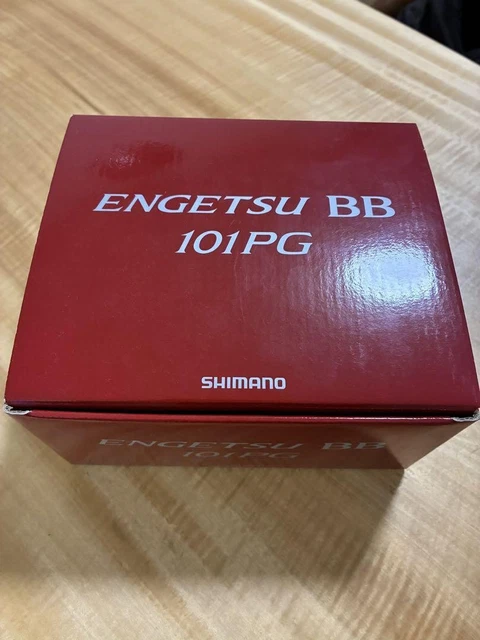 ENGETSU BB
101PG
SHIMANO
ENGETSU BB
101PG